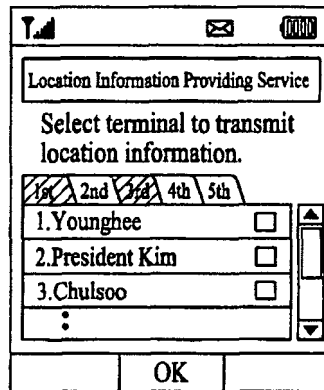 Location Information Providing Service
Select terminal to transmit
location information.
1st 2nd 3rd 4th 5th
1.Younghee
2.President Kim
3.Chulsoo
OK